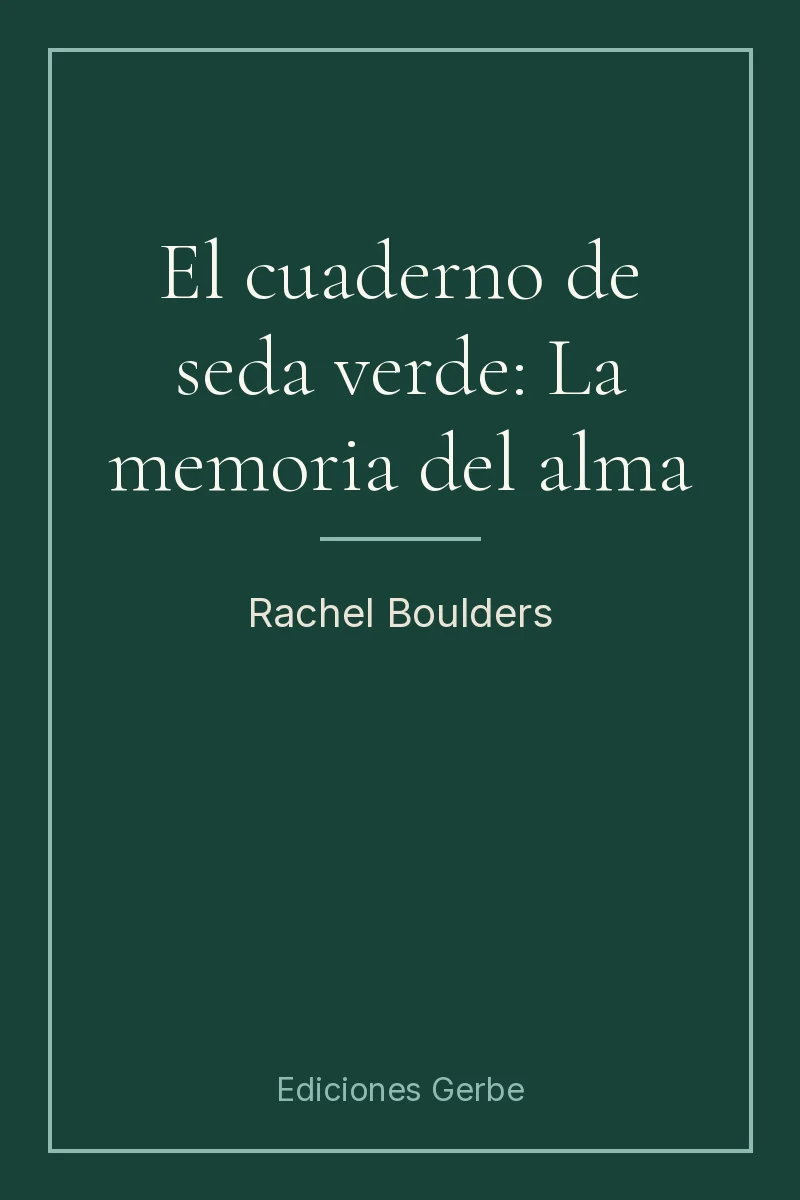 El cuaderno de
seda verde: La
memoria del alma
Rachel Boulders
Ediciones Gerbe